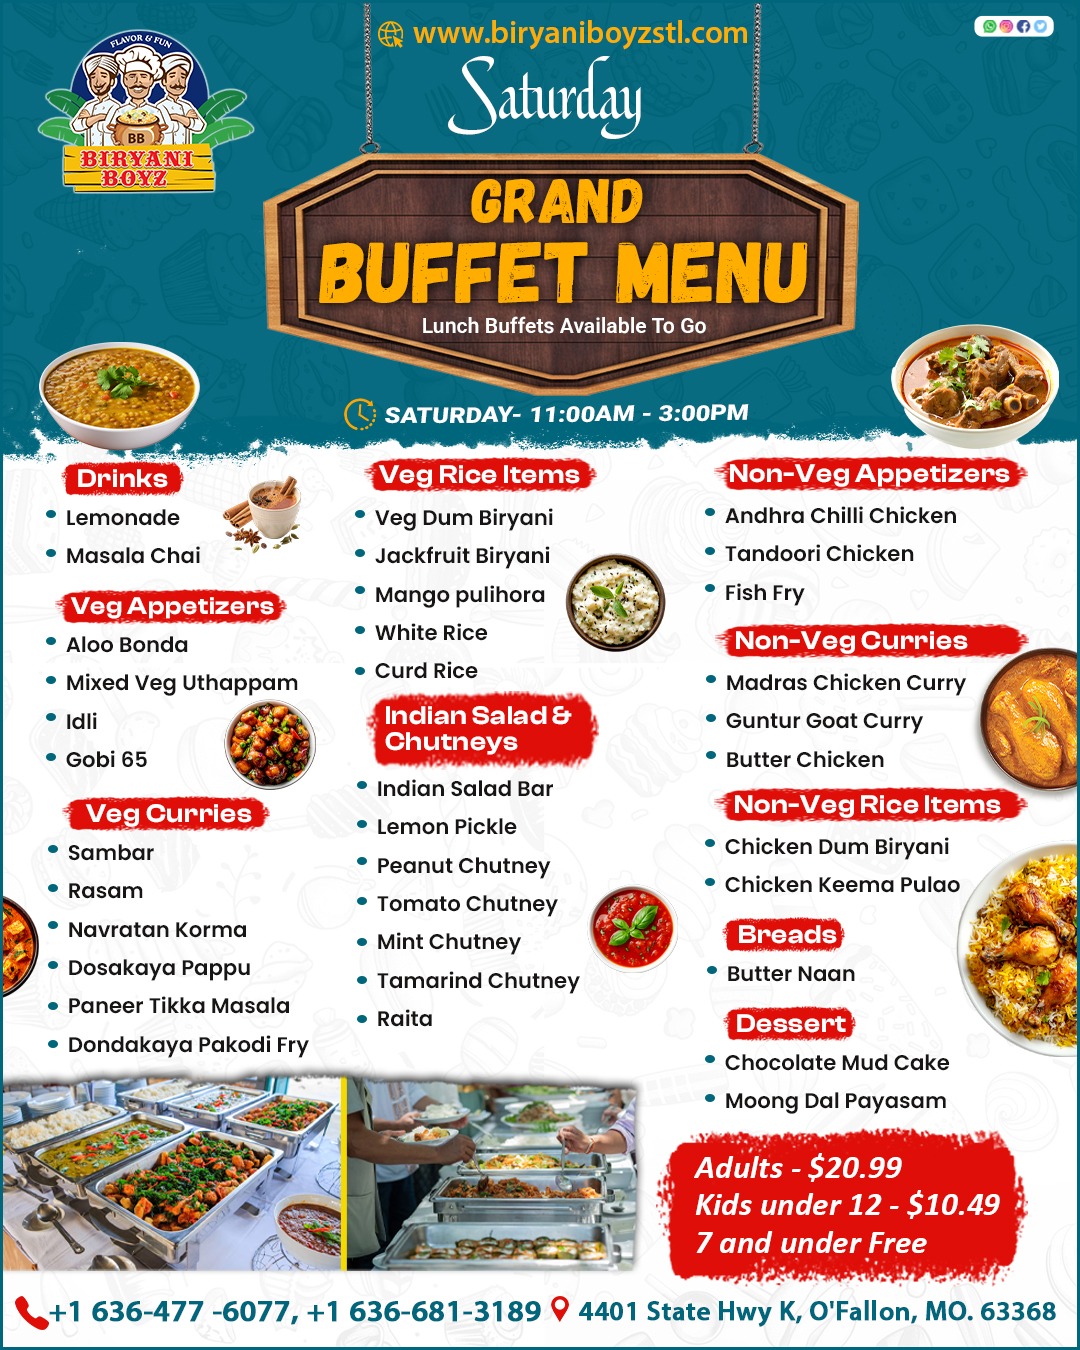 www.biryaniboyzstl.com
FLAVOR & FUN
BB
BIRYANI
BOYZ
Saturday
GRAND
BUFFET MENU
Lunch Buffets Available To Go
SATURDAY- 11:00AM - 3:00PM
Drinks
Lemonade
Masala Chai
Veg Appetizers
Aloo Bonda
Mixed Veg Uthappam
Idli
Gobi 65
Veg Curries
Sambar
Rasam
Navratan Korma
Dosakaya Pappu
Paneer Tikka Masala
Dondakaya Pakodi Fry
Veg Rice Items
Veg Dum Biryani
Jackfruit Biryani
Mango pulihora
White Rice
Curd Rice
Indian Salad &
Chutneys
Indian Salad Bar
Lemon Pickle
Peanut Chutney
Tomato Chutney
Mint Chutney
Tamarind Chutney
Raita
Non-Veg Appetizers
Andhra Chilli Chicken
Tandoori Chicken
Fish Fry
Non-Veg Curries
Madras Chicken Curry
Guntur Goat Curry
Butter Chicken
Non-Veg Rice Items
Chicken Dum Biryani
Chicken Keema Pulao
Breads
Butter Naan
Dessert
Chocolate Mud Cake
Moong Dal Payasam
Adults - $20.99
Kids under 12 - $10.49
7 and under Free
+1 636-477 -6077, +1 636-681-3189 4401 State Hwy K, O'Fallon, MO. 63368